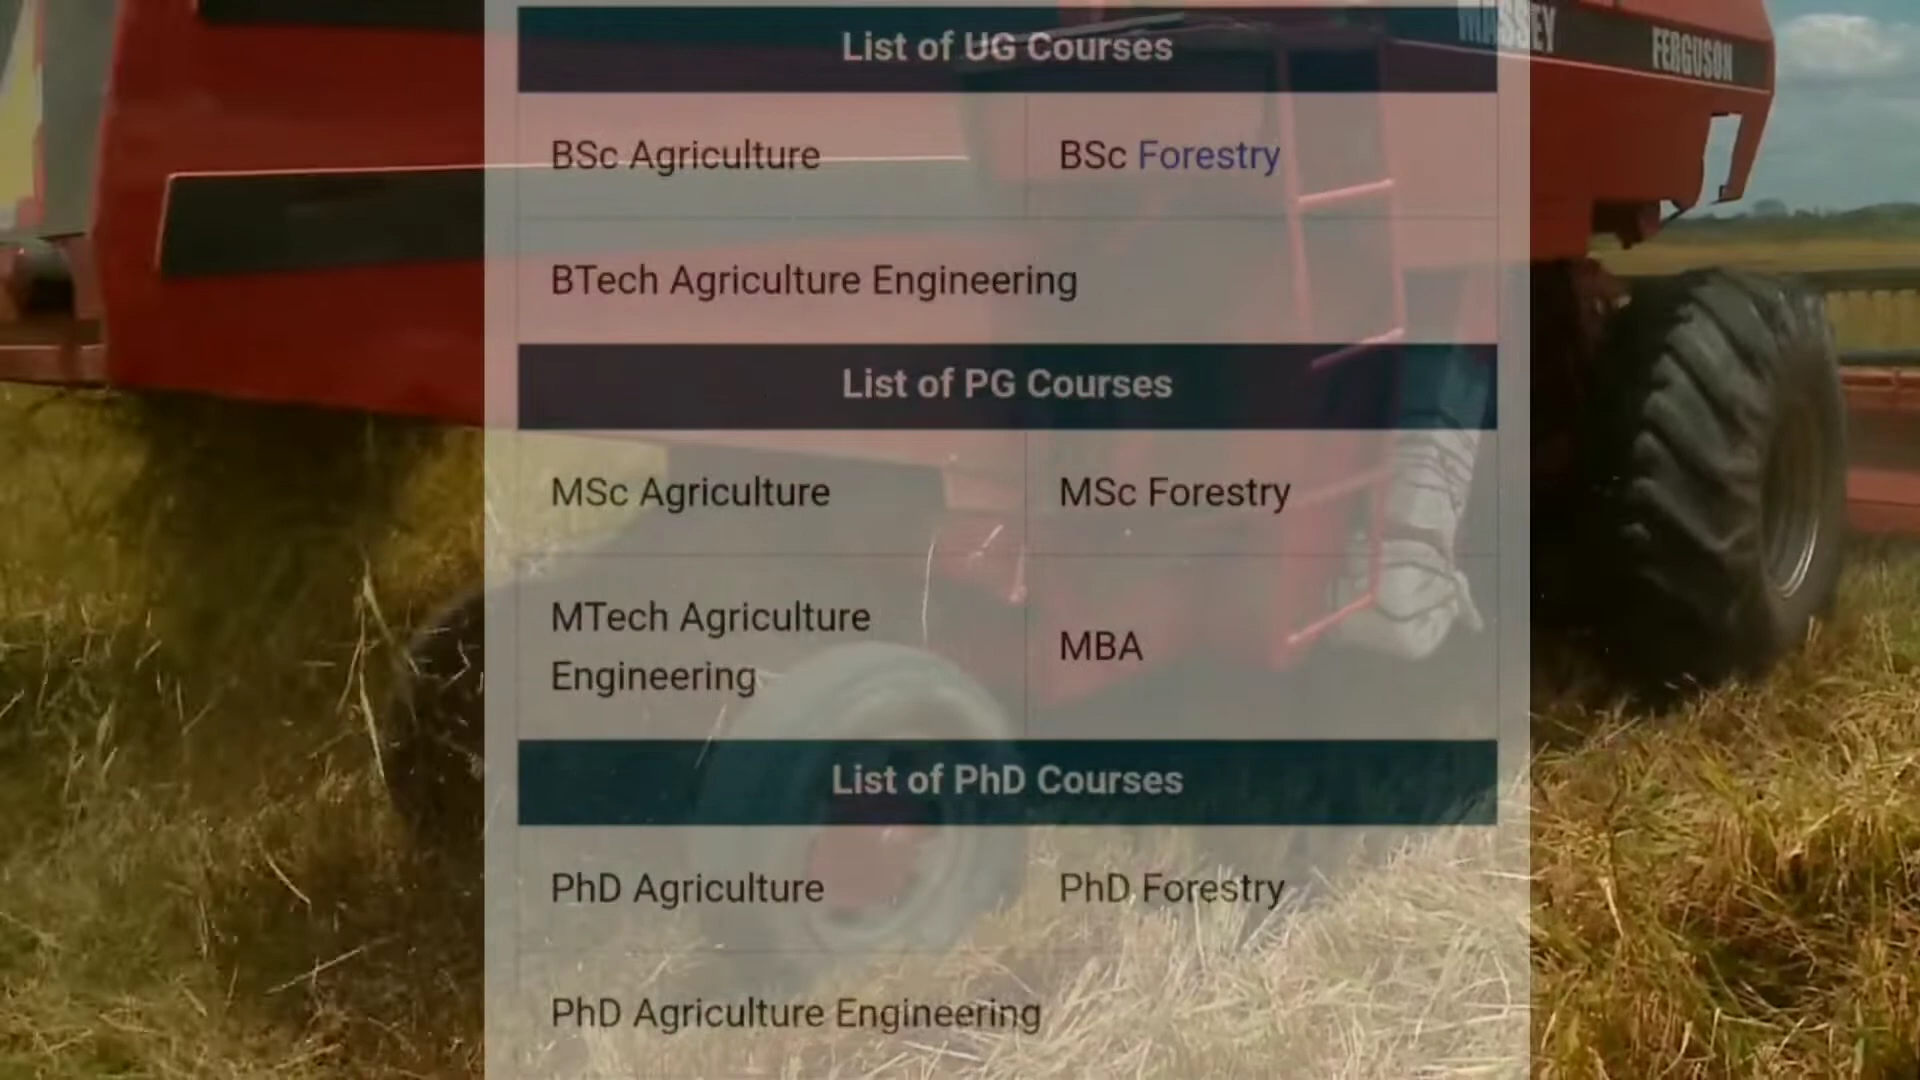 MASSEY
FERGUSON
List of UG Courses
BSc Agriculture
BSc Forestry
BTech Agriculture Engineering
List of PG Courses
MSc Agriculture
MSc Forestry
MTech Agriculture
Engineering
MBA
List of PhD Courses
PhD Agriculture
PhD Forestry
PhD Agriculture Engineering